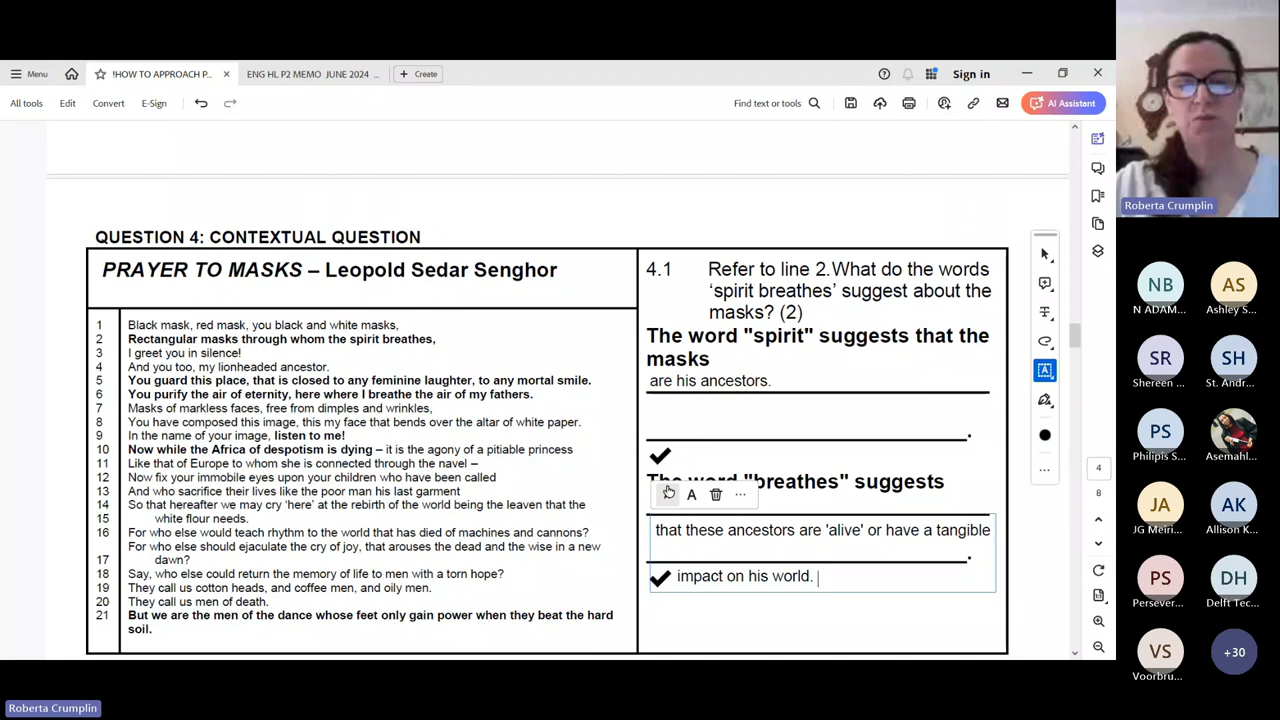 Menu
!HOW TO APPROACH P...
ENG HL P2 MEMO JUNE 2024 ...
+ Create
Sign in
All tools
Edit
Convert
E-Sign
Find text or tools
AI Assistant
QUESTION 4: CONTEXTUAL QUESTION
PRAYER TO MASKS – Leopold Sedar Senghor
1 Black mask, red mask, you black and white masks,
2 Rectangular masks through whom the spirit breathes,
3 I greet you in silence!
4 And you too, my lionheaded ancestor.
5 You guard this place, that is closed to any feminine laughter, to any mortal smile.
6 You purify the air of eternity, here where I breathe the air of my fathers.
7 Masks of markless faces, free from dimples and wrinkles,
8 You have composed this image, this my face that bends over the altar of white paper.
9 In the name of your image, listen to me!
10 Now while the Africa of despotism is dying – it is the agony of a pitiable princess
11 Like that of Europe to whom she is connected through the navel –
12 Now fix your immobile eyes upon your children who have been called
13 And who sacrifice their lives like the poor man his last garment
14 So that hereafter we may cry ‘here’ at the rebirth of the world being the leaven that the
15 white flour needs.
16 For who else would teach rhythm to the world that has died of machines and cannons?
For who else should ejaculate the cry of joy, that arouses the dead and the wise in a new
17 dawn?
18 Say, who else could return the memory of life to men with a torn hope?
19 They call us cotton heads, and coffee men, and oily men.
20 They call us men of death.
21 But we are the men of the dance whose feet only gain power when they beat the hard
soil.
4.1 Refer to line 2.What do the words
‘spirit breathes’ suggest about the
masks? (2)
The word "spirit" suggests that the
masks
are his ancestors.
.
"breathes" suggests
that these ancestors are 'alive' or have a tangible
.
impact on his world.
4
8
Roberta Crumplin
NB
N ADAM...
AS
Ashley S...
SR
Shereen ...
SH
St. Andr...
PS
Philipis S...
Asemahl...
JA
JG Meiri...
AK
Allison K...
PS
Persever...
DH
Delft Tec...
VS
Voorbru...
+30
Roberta Crumplin